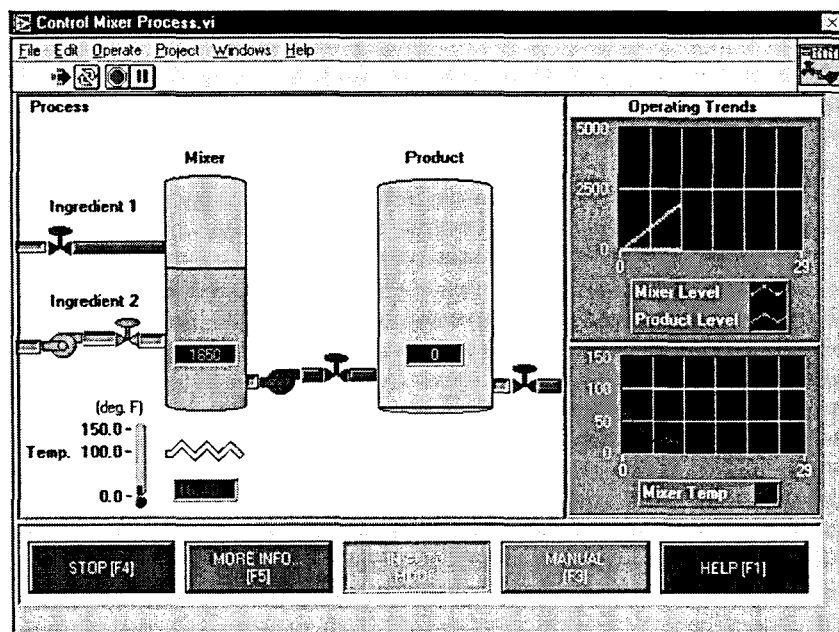 Control Mixer Process.vi
File Edit Operate Project Windows Help
Process
Mixer
Product
Ingredient 1
Ingredient 2
1650
0
(deg. F)
150.0
Temp. 100.0
0.0
Operating Trends
5000
2500
0
0 29
Mixer Level
Product Level
150
100
50
0
0 29
Mixer Temp
STOP [F4]
MORE INFO...
[F5]
MODE
MANUAL
(F3)
HELP [F1]